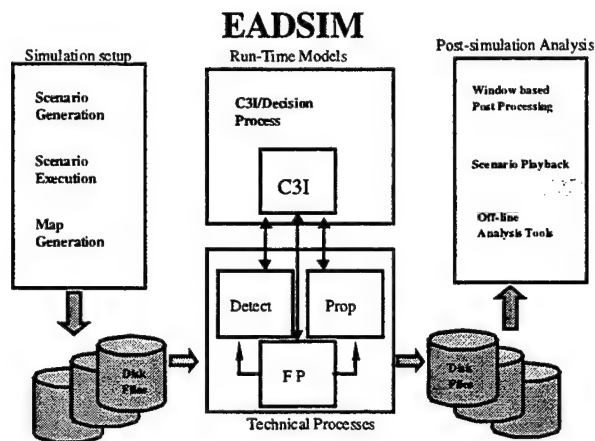 EADSIM
Simulation setup
Scenario
Generation
Scenario
Execution
Map
Generation
Disk
Files
Run-Time Models
C3I/Decision
Process
C3I
Detect
Prop
FP
Technical Processes
Post-simulation Analysis
Window based
Post Processing
Scenario Playback
Off-line
Analysis Tools
Disk
Files